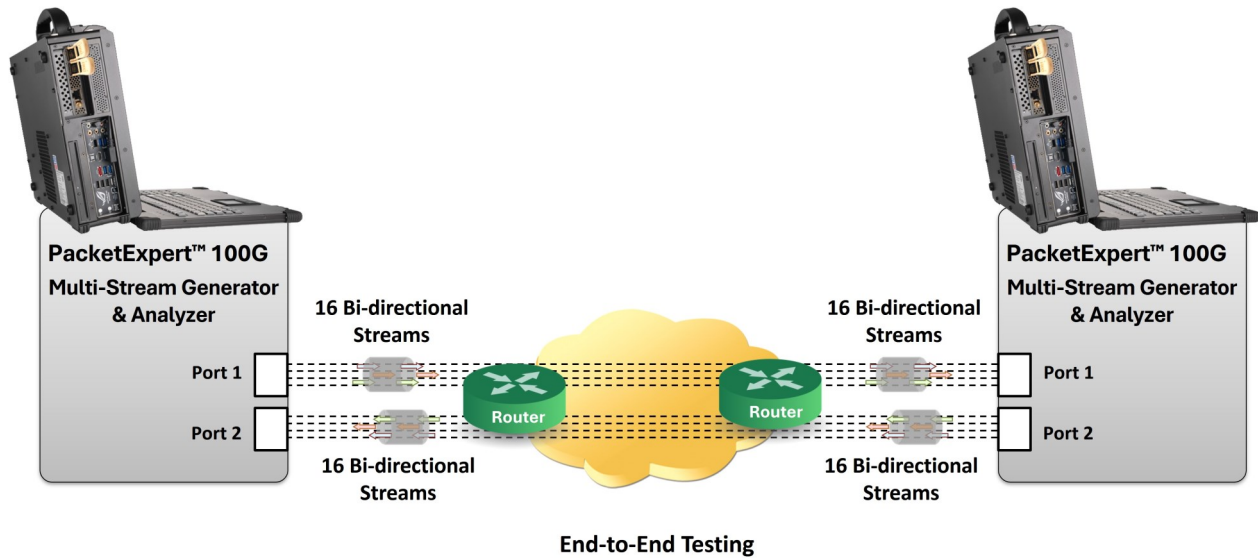 PacketExpert™ 100G
Multi-Stream Generator
& Analyzer
Port 1
Port 2
16 Bi-directional
Streams
16 Bi-directional
Streams
Router
Router
16 Bi-directional
Streams
16 Bi-directional
Streams
PacketExpert™ 100G
Multi-Stream Generator
& Analyzer
Port 1
Port 2
End-to-End Testing